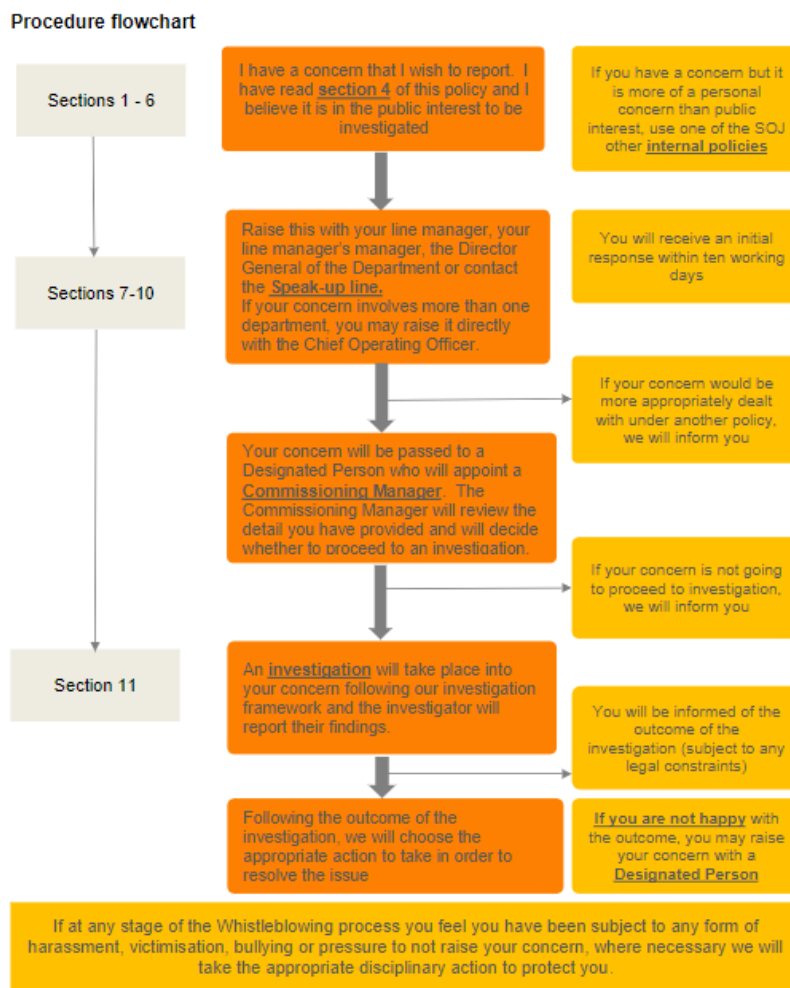 Procedure flowchart
Sections 1 - 6
I have a concern that I wish to report.  I
have read section 4 of this policy and I
believe it is in the public interest to be
investigated
If you have a concern but it
is more of a personal
concern than public
interest, use one of the SOJ
other internal policies
Sections 7-10
Raise this with your line manager, your
line manager's manager, the Director
General of the Department or contact
the Speak-up line.
If your concern involves more than one
department, you may raise it directly
with the Chief Operating Officer.
You will receive an initial
response within ten working
days
If your concern would be
more appropriately dealt
with under another policy,
we will inform you
Your concern will be passed to a
Designated Person who will appoint a
Commissioning Manager.  The
Commissioning Manager will review the
detail you have provided and will decide
whether to proceed to an investigation.
If your concern is not going
to proceed to investigation,
we will inform you
Section 11
An investigation will take place into
your concern following our investigation
framework and the investigator will
report their findings.
You will be informed of the
outcome of the
investigation (subject to any
legal constraints)
Following the outcome of the
investigation, we will choose the
appropriate action to take in order to
resolve the issue
If you are not happy with
the outcome, you may raise
your concern with a
Designated Person
If at any stage of the Whistleblowing process you feel you have been subject to any form of
harassment, victimisation, bullying or pressure to not raise your concern, where necessary we will
take the appropriate disciplinary action to protect you.